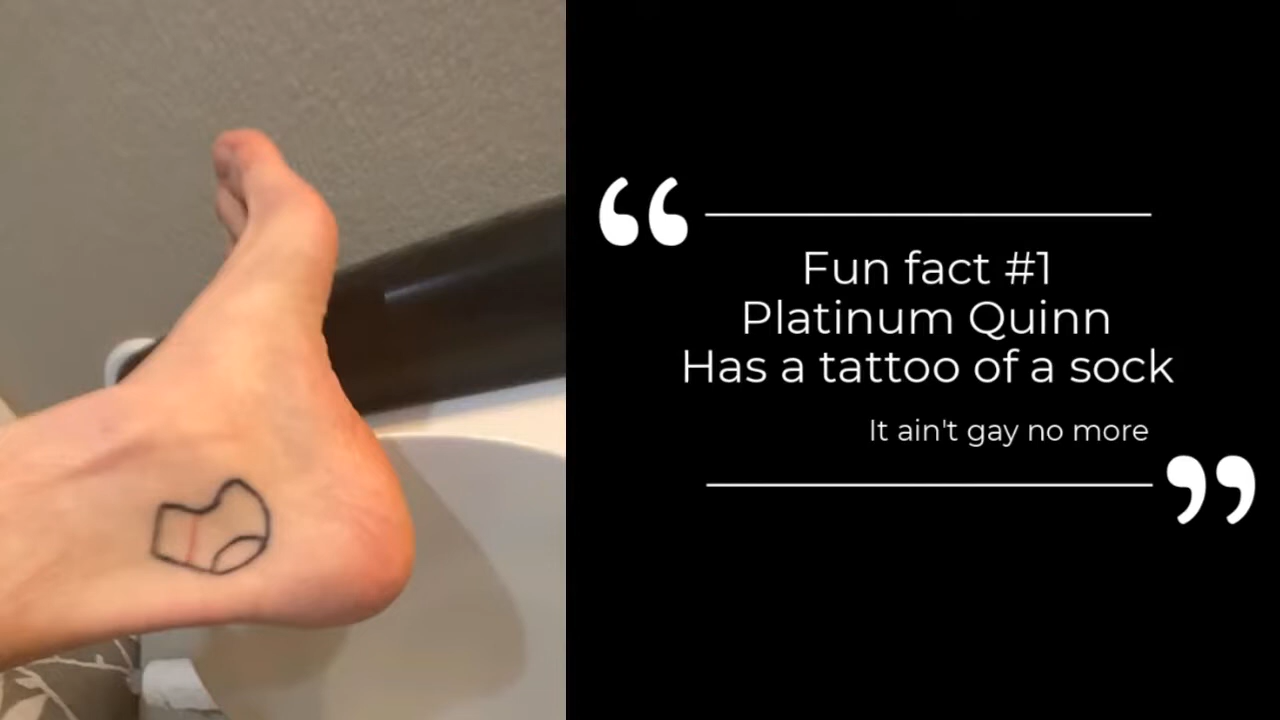 Fun fact #1
Platinum Quinn
Has a tattoo of a sock
It ain't gay no more